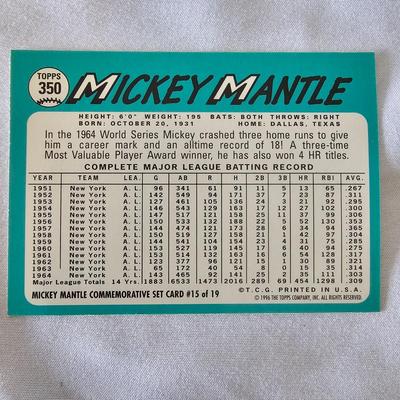 TOPPS
350
MICKEY MANTLE
HEIGHT: 6'0" WEIGHT: 195 BATS: BOTH THROWS: RIGHT
BORN: OCTOBER 20, 1931 HOME: DALLAS, TEXAS
In the 1964 World Series Mickey crashed three home runs to give
him a career mark and an alltime record of 18! A three-time
Most Valuable Player Award winner, he has also won 4 HR titles.
COMPLETE MAJOR LEAGUE BATTING RECORD
YEAR TEAM LEA G AB R H 2B 3B HR RBI AVG.
1951 New York A. L. 96 341 61 91 11 5 13 65 .267
1952 New York A. L. 142 549 94 171 37 7 23 87 .311
1953 New York A. L. 127 461 105 136 24 3 21 92 .295
1954 New York A. L. 146 543 129 163 17 12 27 102 .300
1955 New York A. L. 147 517 121 158 25 11 37 99 .306
1956 New York A. L. 150 533 132 188 22 5 52 130 .353
1957 New York A. L. 144 474 121 173 28 6 34 94 .365
1958 New York A. L. 150 519 127 158 21 1 42 97 .304
1959 New York A. L. 144 541 104 154 23 4 31 75 .285
1960 New York A. L. 153 527 119 145 17 6 40 94 .275
1961 New York A. L. 153 514 132 163 16 6 54 128 .317
1962 New York A. L. 123 377 96 121 15 1 30 89 .321
1963 New York A. L. 65 172 40 54 8 0 15 35 .314
1964 New York A. L. 143 465 92 141 25 2 35 111 .303
Major League Totals 14 Yrs. 1883 6533 1473 2016 289 69 454 1298 .309
MICKEY MANTLE COMMEMORATIVE SET CARD #15 of 19
© T. C. G. PRINTED IN U. S. A.
© 1996 THE TOPPS COMPANY, INC. ALL RIGHTS RESERVED.